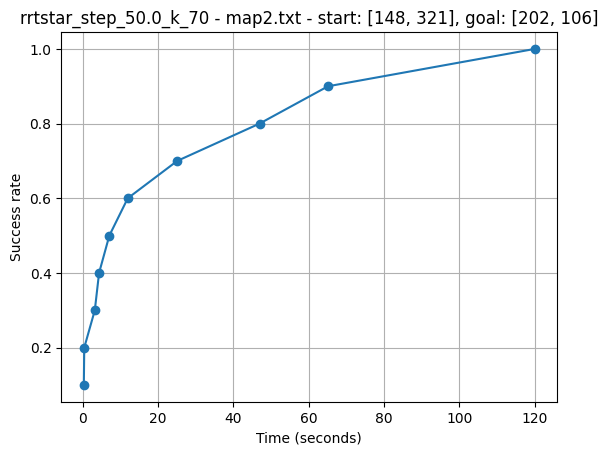 rrtstar_step_50.0_k_70 - map2.txt - start: [148, 321], goal: [202, 106]
1.0
0.8
0.6
0.4
0.2
Success rate
0 20 40 60 80 100 120
Time (seconds)